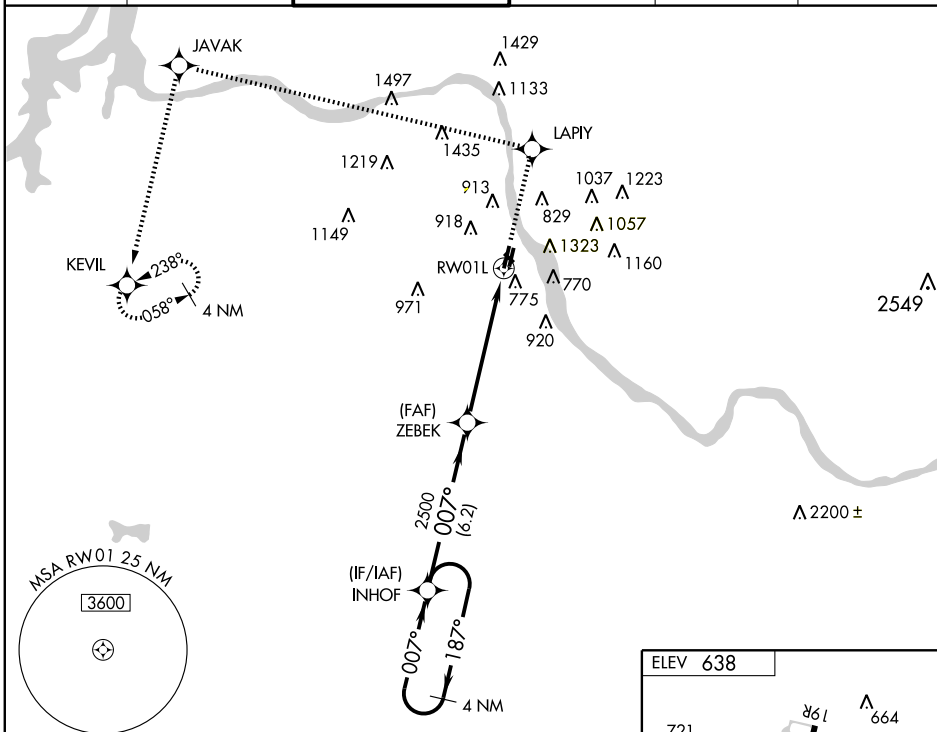 JAVAK
1429
1497
1133
LAPIY
1435
1219
913
1037
1223
829
918
1057
1149
1323
1160
KEVIL
238°
RW01L
770
775
2549
058°
4 NM
971
920
(FAF)
ZEBEK
2500
007°
(6.2)
2200 ±
MSA RW01 25 NM
3600
(IF/IAF)
INHOF
007°
187°
4 NM
ELEV 638
19R
664
721